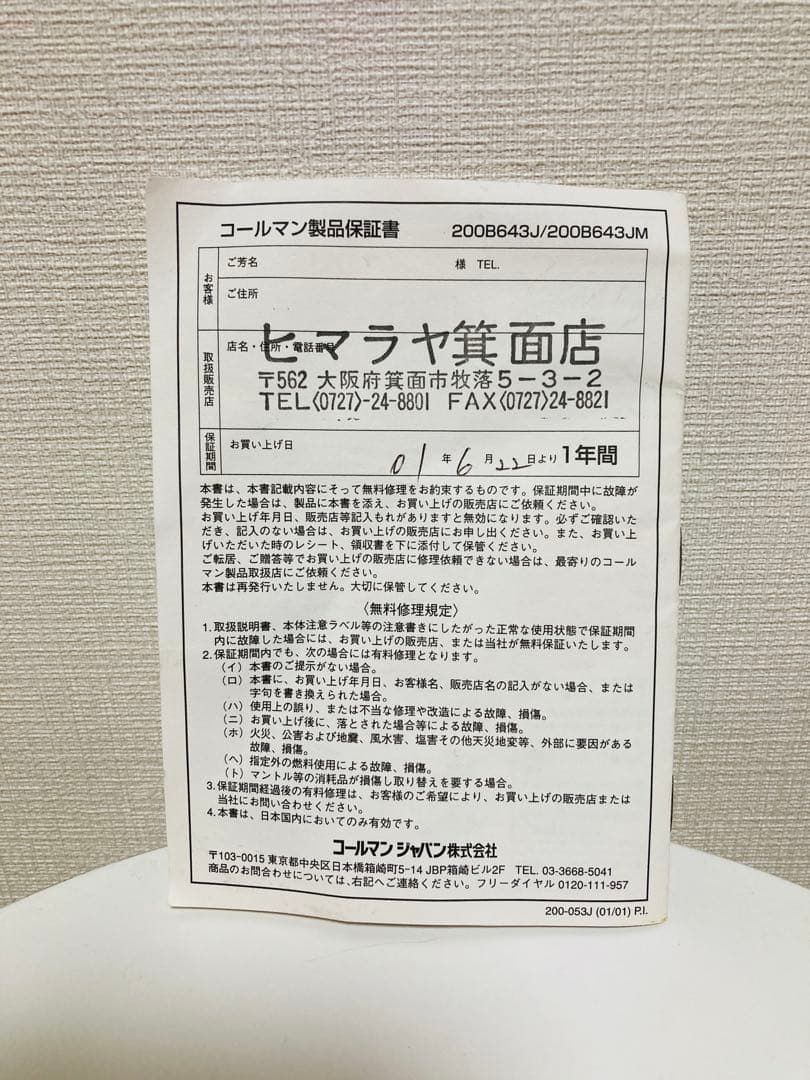 コールマン製品保証書 200B643J/200B643JM
お客様
ご芳名 様 TEL.
ご住所
取扱販売店
店名・住所・電話番号
ヒマラヤ箕面店
〒562 大阪府箕面市牧落5-3-2
TEL〈0727〉-24-8801 FAX〈0727〉24-8821
保証期間
お買い上げ日 01年6月22日より1年間
本書は、本書記載内容にそって無料修理をお約束するものです。保証期間中に故障が
発生した場合は、製品に本書を添え、お買い上げの販売店にご依頼ください。
お買い上げ年月日、販売店等記入もれがありますと無効になります。必ずご確認いた
だき、記入のない場合は、お買い上げの販売店にお申し出ください。また、お買い上
げいただいた時のレシート、領収書を下に添付して保管ください。
ご転居、ご贈答等でお買い上げの販売店に修理依頼できない場合は、最寄りのコール
マン製品取扱店にご依頼ください。
本書は再発行いたしません。大切に保管してください。
〈無料修理規定〉
1. 取扱説明書、本体注意ラベル等の注意書きにしたがった正常な使用状態で保証期間
内に故障した場合には、お買い上げの販売店、または当社が無料保証いたします。
2. 保証期間内でも、次の場合には有料修理となります。
（イ）本書のご提示がない場合。
（ロ）本書に、お買い上げ年月日、お客様名、販売店名の記入がない場合、または
字句を書き換えられた場合。
（ハ）使用上の誤り、または不当な修理や改造による故障、損傷。
（ニ）お買い上げ後に、落とされた場合等による故障、損傷。
（ホ）火災、公害および地震、風水害、塩害その他天災地変等、外部に要因がある
故障、損傷。
（ヘ）指定外の燃料使用による故障、損傷。
（ト）マントル等の消耗品が損傷し取り替えを要する場合。
3. 保証期間経過後の有料修理は、お客様のご希望により、お買い上げの販売店または
当社にお問い合わせください。
4. 本書は、日本国内においてのみ有効です。
コールマン ジャパン株式会社
〒103-0015 東京都中央区日本橋箱崎町5-14 JBP箱崎ビル2F TEL. 03-3668-5041
商品のお問合わせについては、右記へご連絡ください。フリーダイヤル 0120-111-957
200-053J (01/01) P.I.